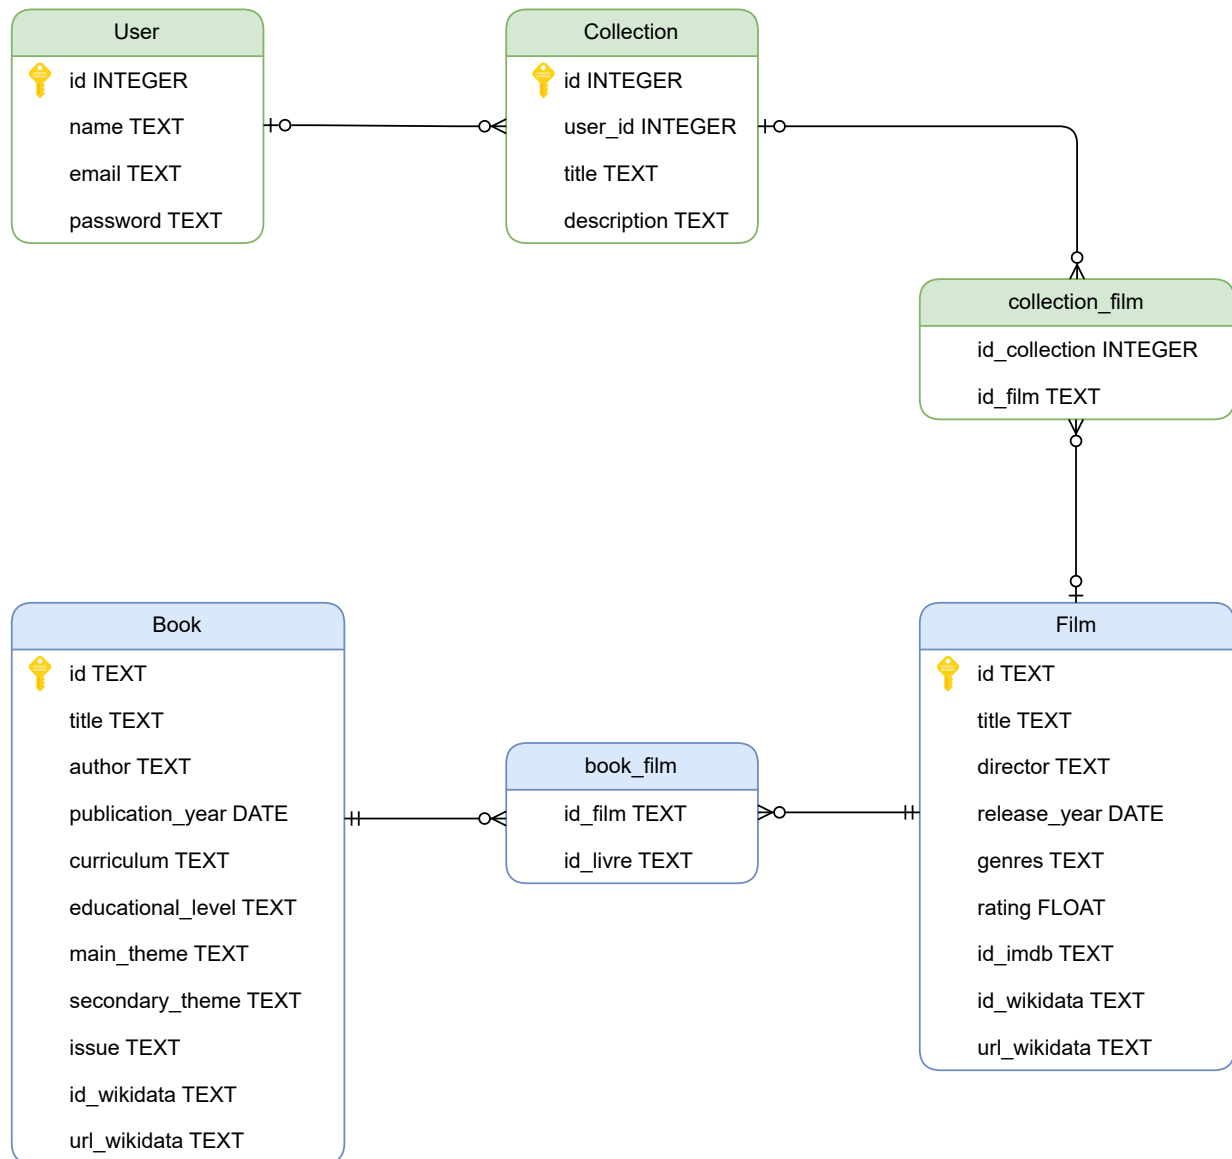 User
id INTEGER
name TEXT
email TEXT
password TEXT
Collection
id INTEGER
user_id INTEGER
title TEXT
description TEXT
collection_film
id_collection INTEGER
id_film TEXT
Book
id TEXT
title TEXT
author TEXT
publication_year DATE
curriculum TEXT
educational_level TEXT
main_theme TEXT
secondary_theme TEXT
issue TEXT
id_wikidata TEXT
url_wikidata TEXT
book_film
id_film TEXT
id_livre TEXT
Film
id TEXT
title TEXT
director TEXT
release_year DATE
genres TEXT
rating FLOAT
id_imdb TEXT
id_wikidata TEXT
url_wikidata TEXT